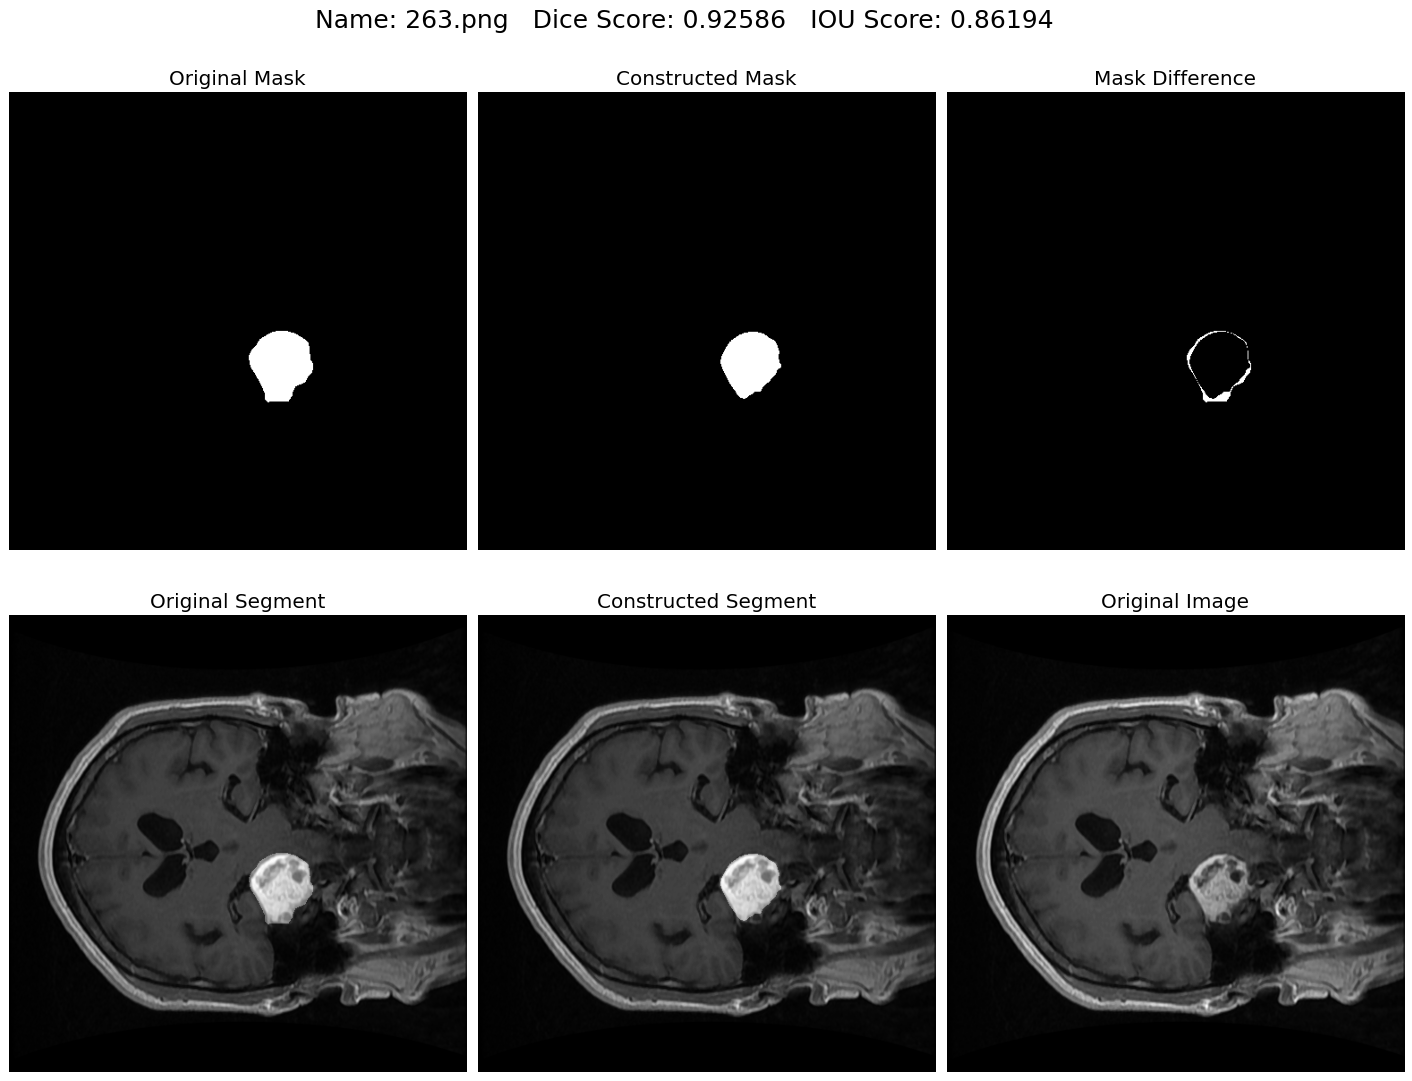 Name: 263.png Dice Score: 0.92586 IOU Score: 0.86194
Original Mask
Constructed Mask
Mask Difference
Original Segment
Constructed Segment
Original Image